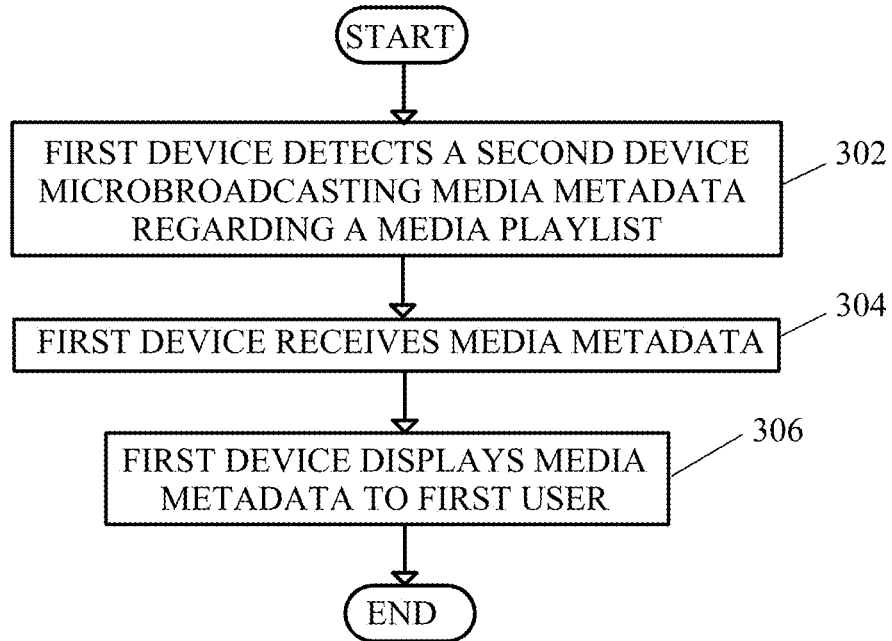 START
FIRST DEVICE DETECTS A SECOND DEVICE
MICROBROADCASTING MEDIA METADATA
REGARDING A MEDIA PLAYLIST
302
FIRST DEVICE RECEIVES MEDIA METADATA
304
FIRST DEVICE DISPLAYS MEDIA
METADATA TO FIRST USER
306
END